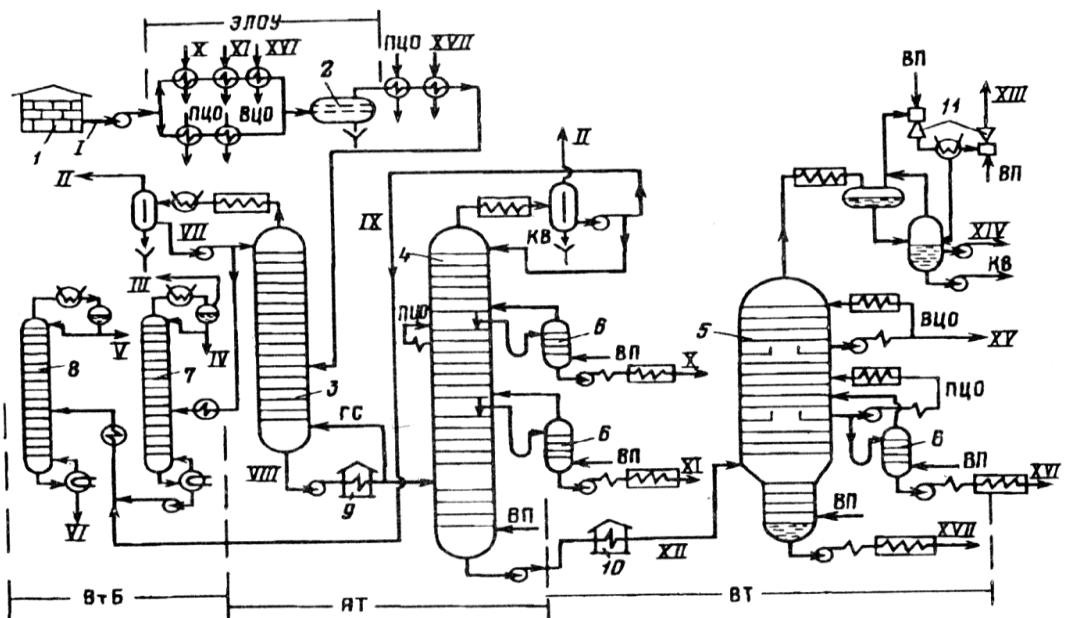 ЭЛОУ
X XI XVI
ПЦО XVII
2
ПЦО ВЦО
1 I
ВП
11 XIII
ВП
II
II
VII
IX
КВ
4
XIV
КВ
III
ПЦО
6
ВП
X
5
ВЦО
XV
V
IV
8 7
3
ПЦО
ГС
6
ВП
XI
6
ВП
XVI
VIII
9
ВП
ВП
VI
10
XII
XVII
ВтБ
АТ
ВТ